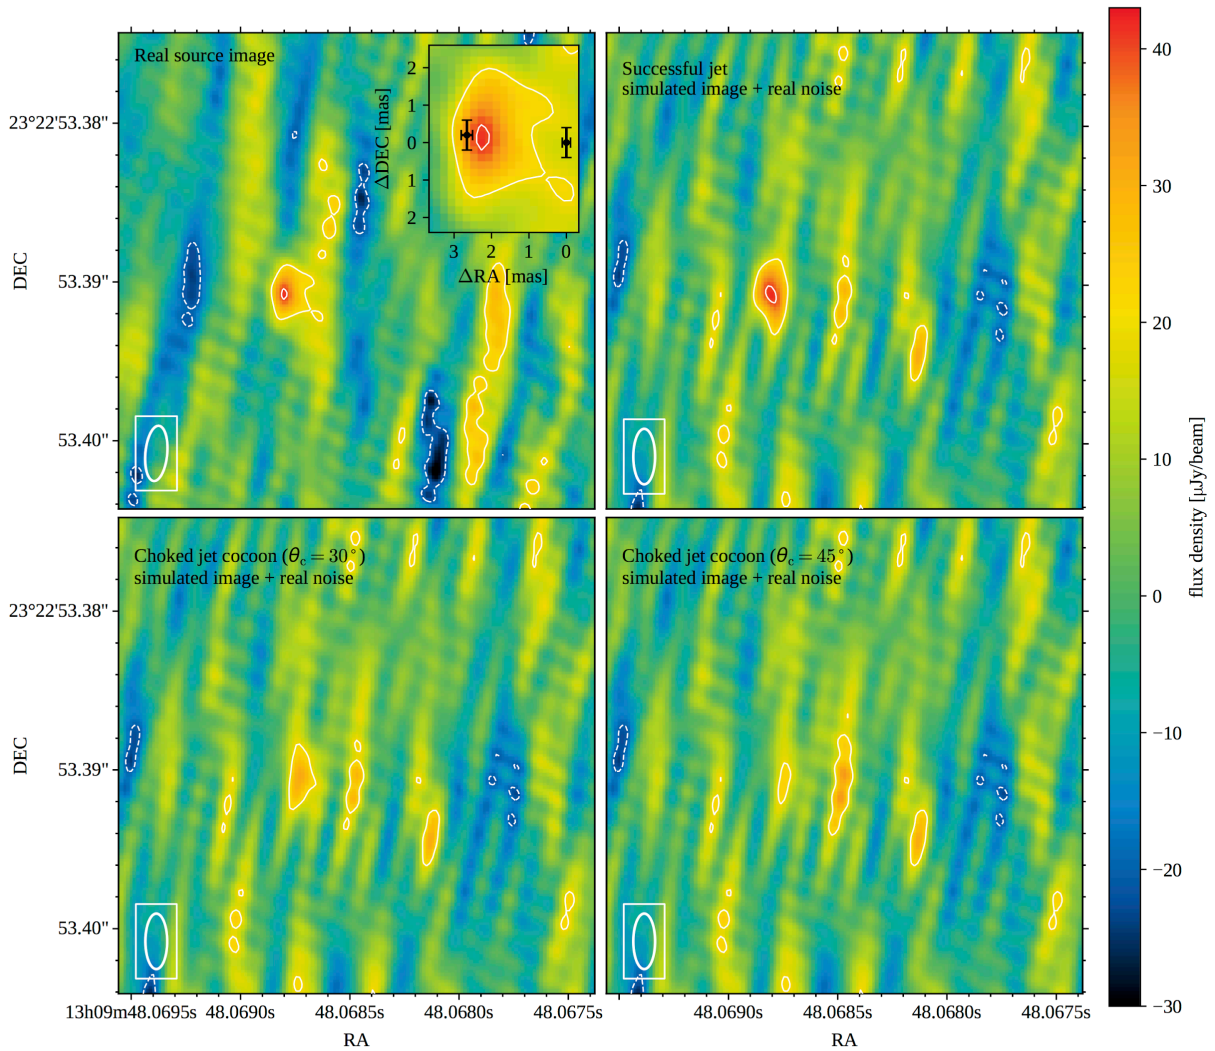 Real source image
2
1
0
1
2
ΔDEC [mas]
3 2 1 0
ΔRA [mas]
Successful jet
simulated image + real noise
23°22'53.38"
53.39"
53.40"
DEC
Choked jet cocoon (θc = 30°)
simulated image + real noise
Choked jet cocoon (θc = 45°)
simulated image + real noise
23°22'53.38"
53.39"
53.40"
DEC
13h09m48.0695s 48.0690s 48.0685s 48.0680s 48.0675s
RA
48.0690s 48.0685s 48.0680s 48.0675s
RA
40
30
20
10
0
−10
−20
−30
flux density [μJy/beam]